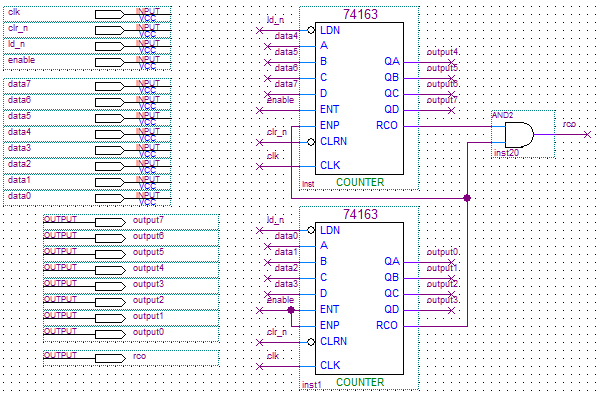 clk INPUT VCC
clr_n INPUT VCC
ld_n INPUT VCC
enable INPUT VCC
data7 INPUT VCC
data6 INPUT VCC
data5 INPUT VCC
data4 INPUT VCC
data3 INPUT VCC
data2 INPUT VCC
data1 INPUT VCC
data0 INPUT VCC
OUTPUT output7
OUTPUT output6
OUTPUT output5
OUTPUT output4
OUTPUT output3
OUTPUT output2
OUTPUT output1
OUTPUT output0
OUTPUT rco
74163
ld_n LDN
data4 A
data5 B QA output4
data6 C QB output5
data7 D QC output6
enable ENT QD output7
ENP RCO
clr_n CLRN
clk CLK
inst COUNTER
AND2
rco
inst20
74163
ld_n LDN
data0 A
data1 B QA output0
data2 C QB output1
data3 D QC output2
enable ENT QD output3
ENP RCO
clr_n CLRN
clk CLK
inst1 COUNTER